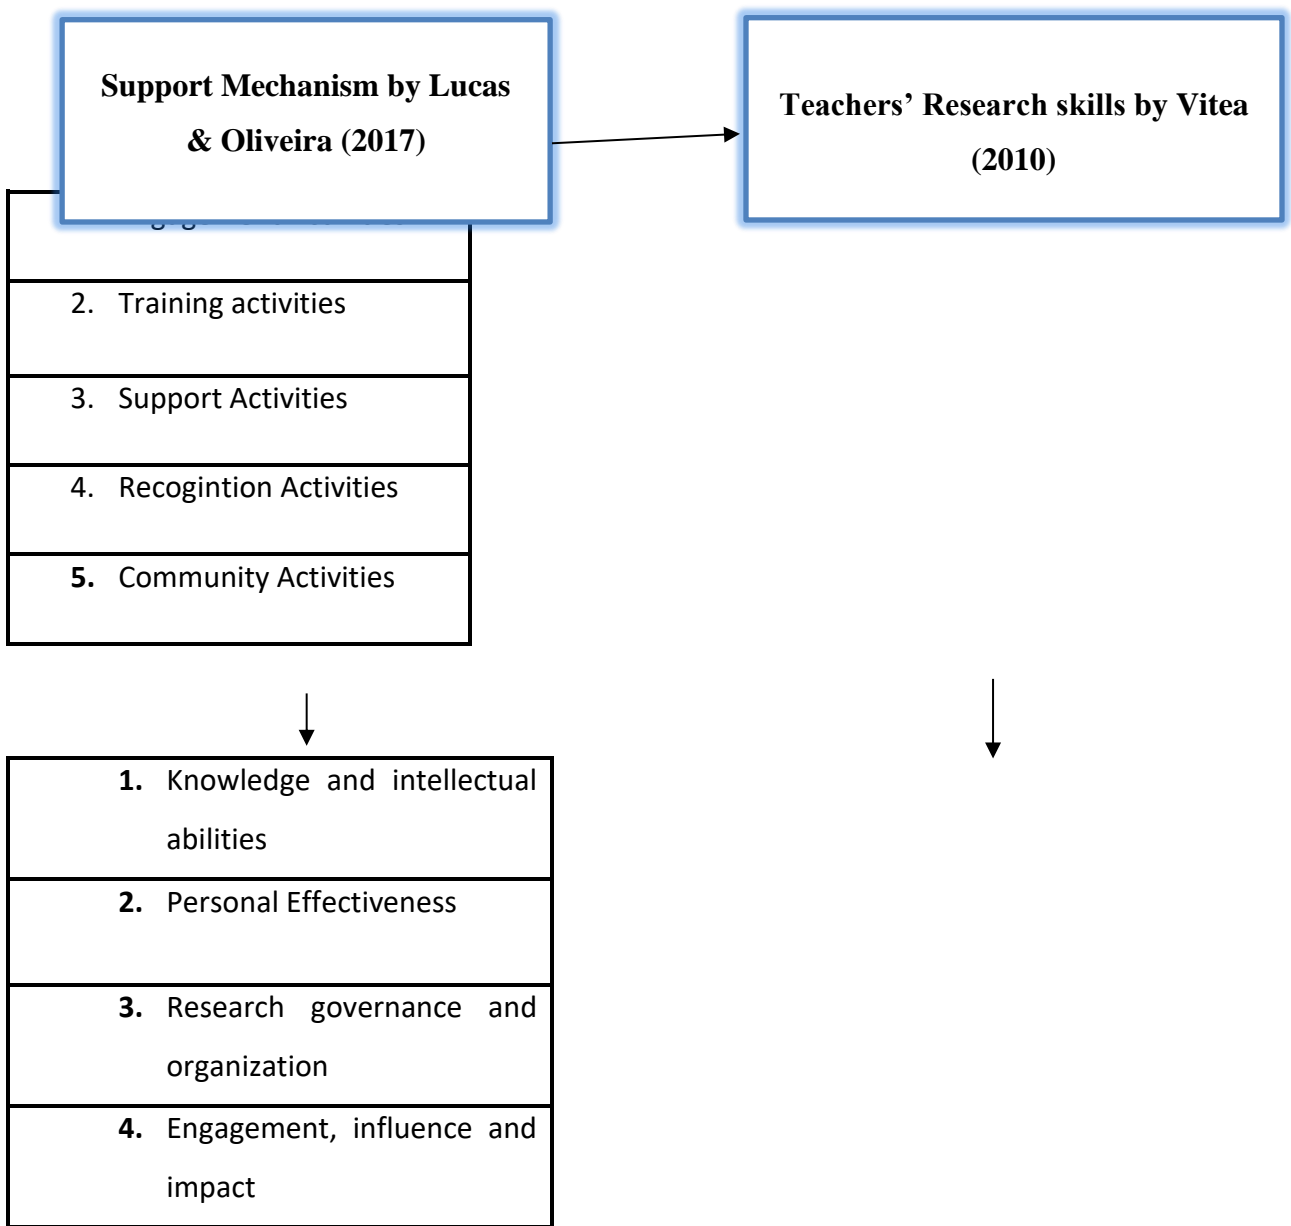 Support Mechanism by Lucas
& Oliveira (2017)
Teachers’ Research skills by Vitea
(2010)
2. Training activities
3. Support Activities
4. Recogintion Activities
5. Community Activities
1. Knowledge and intellectual
abilities
2. Personal Effectiveness
3. Research governance and
organization
4. Engagement, influence and
impact